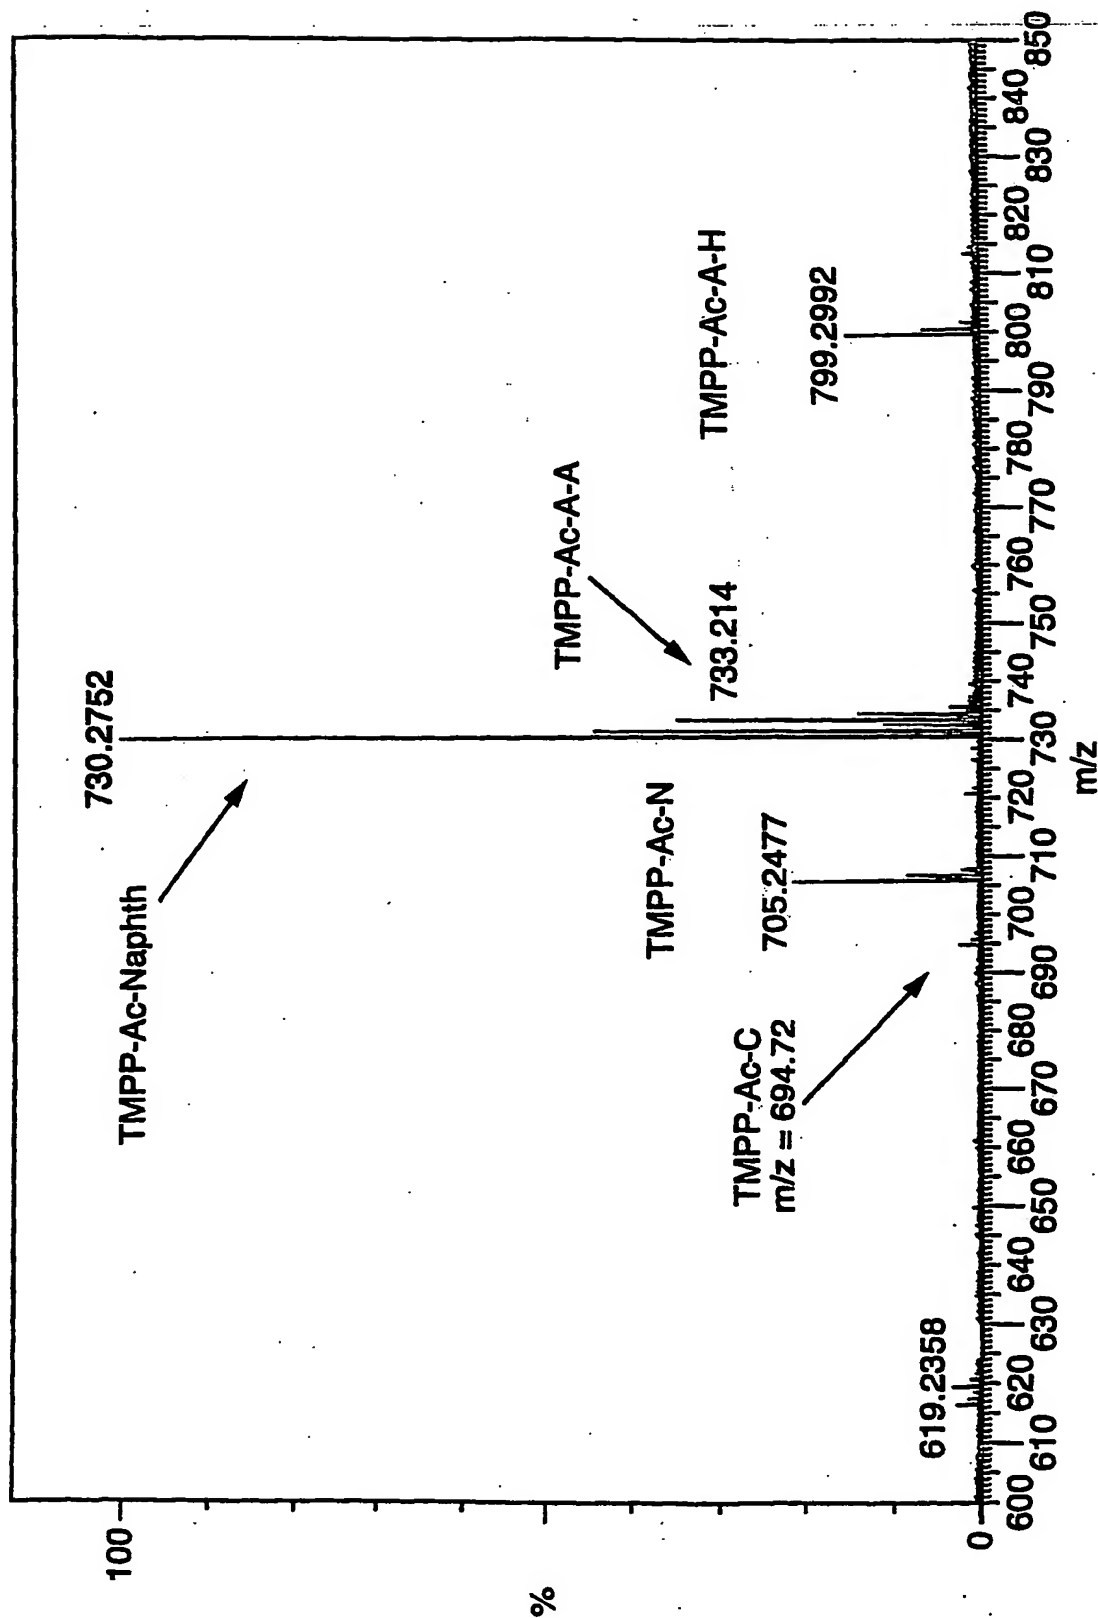 100
%
0
730.2752
TMPP-Ac-Naphth
TMPP-Ac-A-A
733.214
TMPP-Ac-N
705.2477
TMPP-Ac-A-H
799.2992
TMPP-Ac-C
m/z = 694.72
619.2358
600 610 620 630 640 650 660 670 680 690 700 710 720 730 740 750 760 770 780 790 800 810 820 830 840 850
m/z